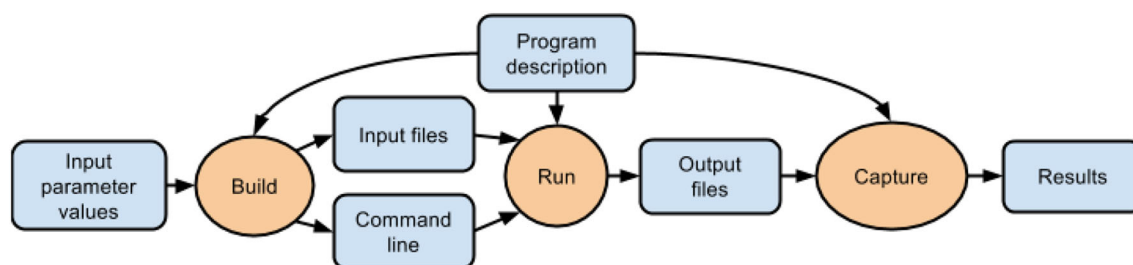 Program
description
Input
parameter
values
Build
Input files
Command
line
Run
Output
files
Capture
Results